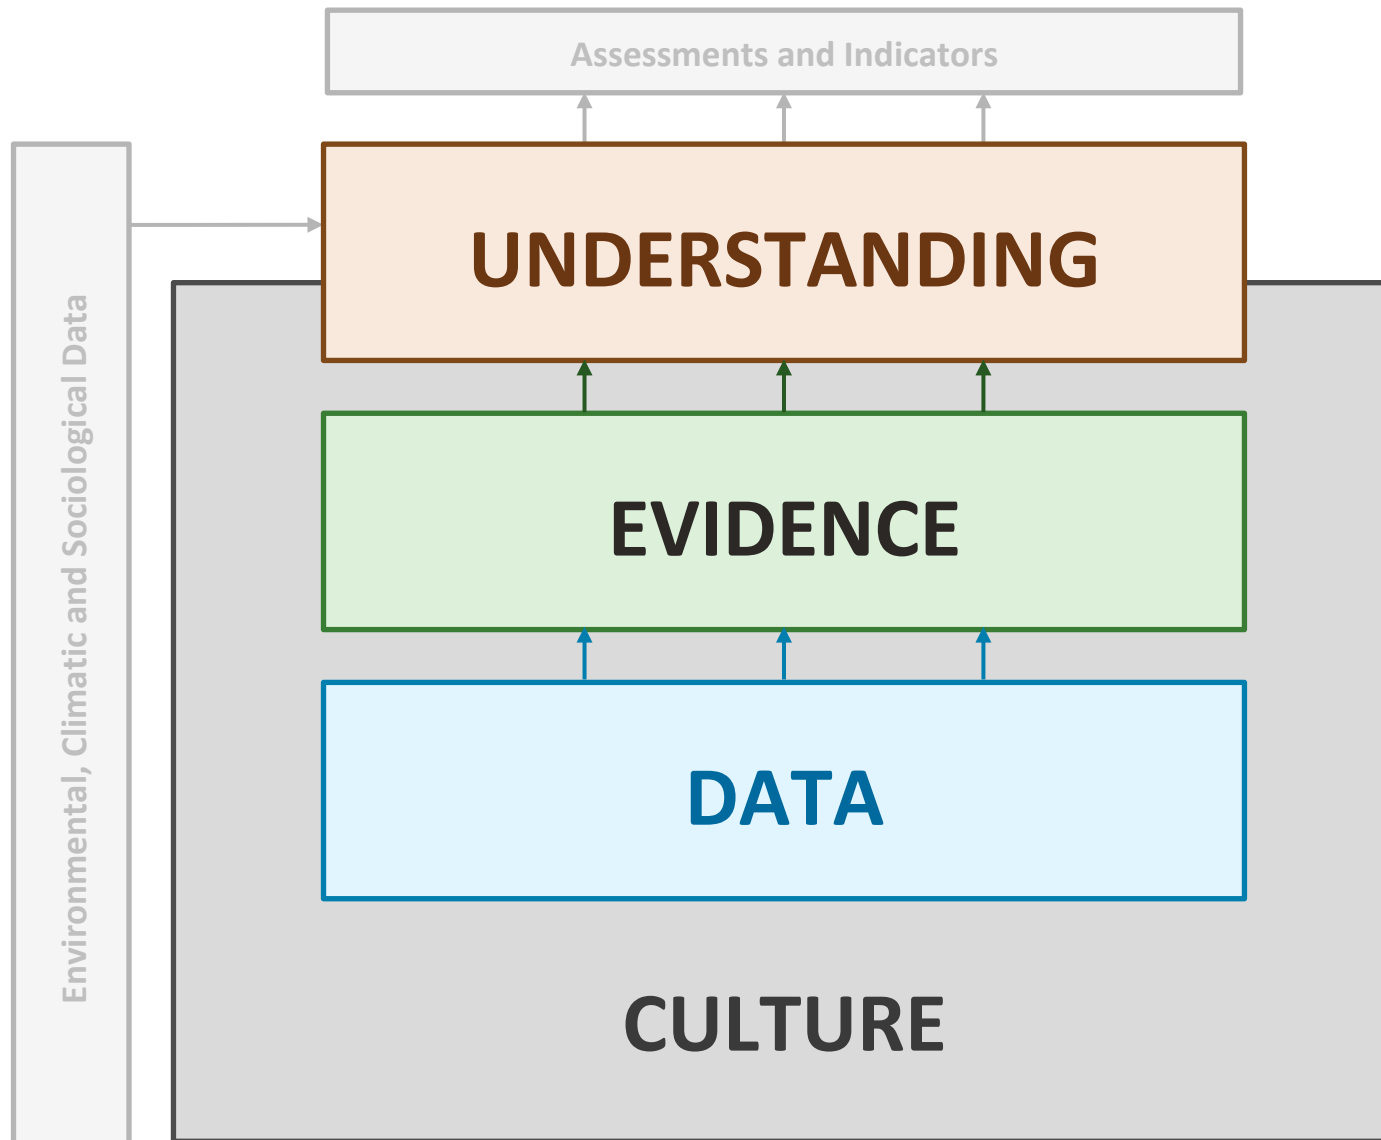 Assessments and Indicators
Environmental, Climatic and Sociological Data
UNDERSTANDING
EVIDENCE
DATA
CULTURE